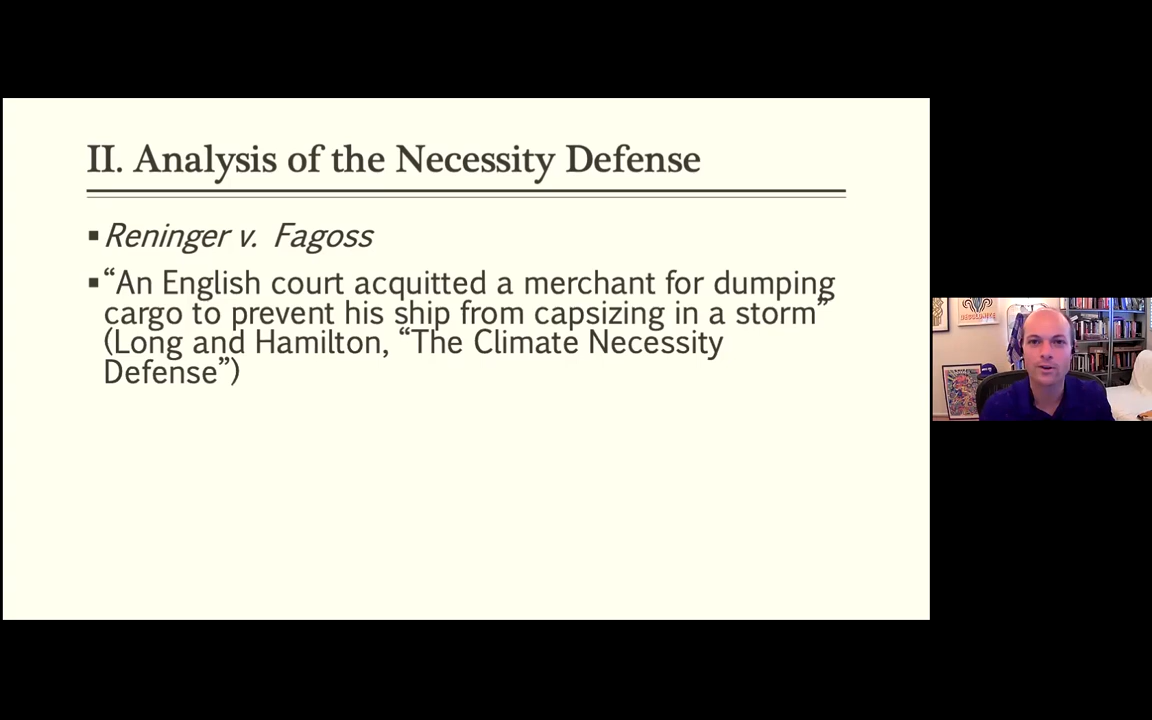 II. Analysis of the Necessity Defense
▪ Reninger v. Fagoss
▪ “An English court acquitted a merchant for dumping
cargo to prevent his ship from capsizing in a storm”
(Long and Hamilton, “The Climate Necessity
Defense”)